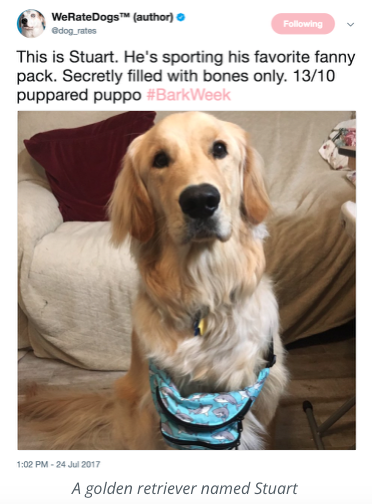 WeRateDogs™ (author)
@dog_rates
Following
This is Stuart. He's sporting his favorite fanny
pack. Secretly filled with bones only. 13/10
puppared puppo #BarkWeek
1:02 PM - 24 Jul 2017
A golden retriever named Stuart